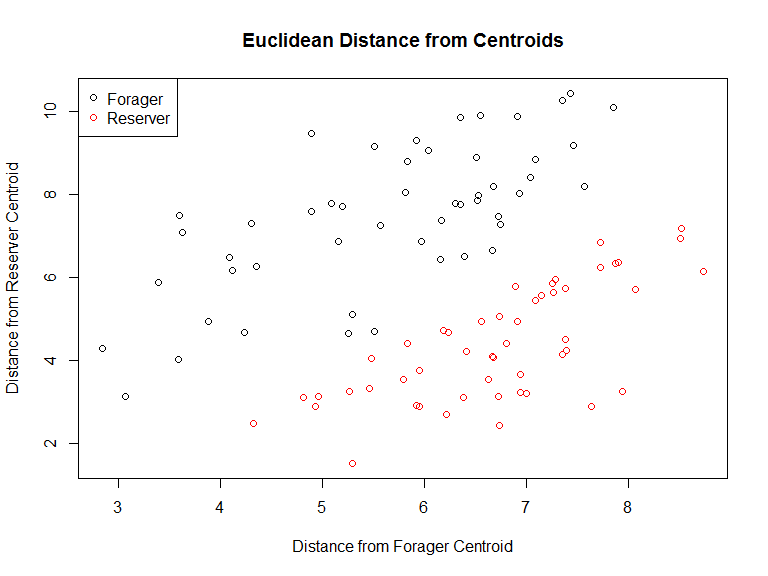 Euclidean Distance from Centroids
Forager
Reserver
Distance from Reserver Centroid
10
8
6
4
2
3 4 5 6 7 8
Distance from Forager Centroid